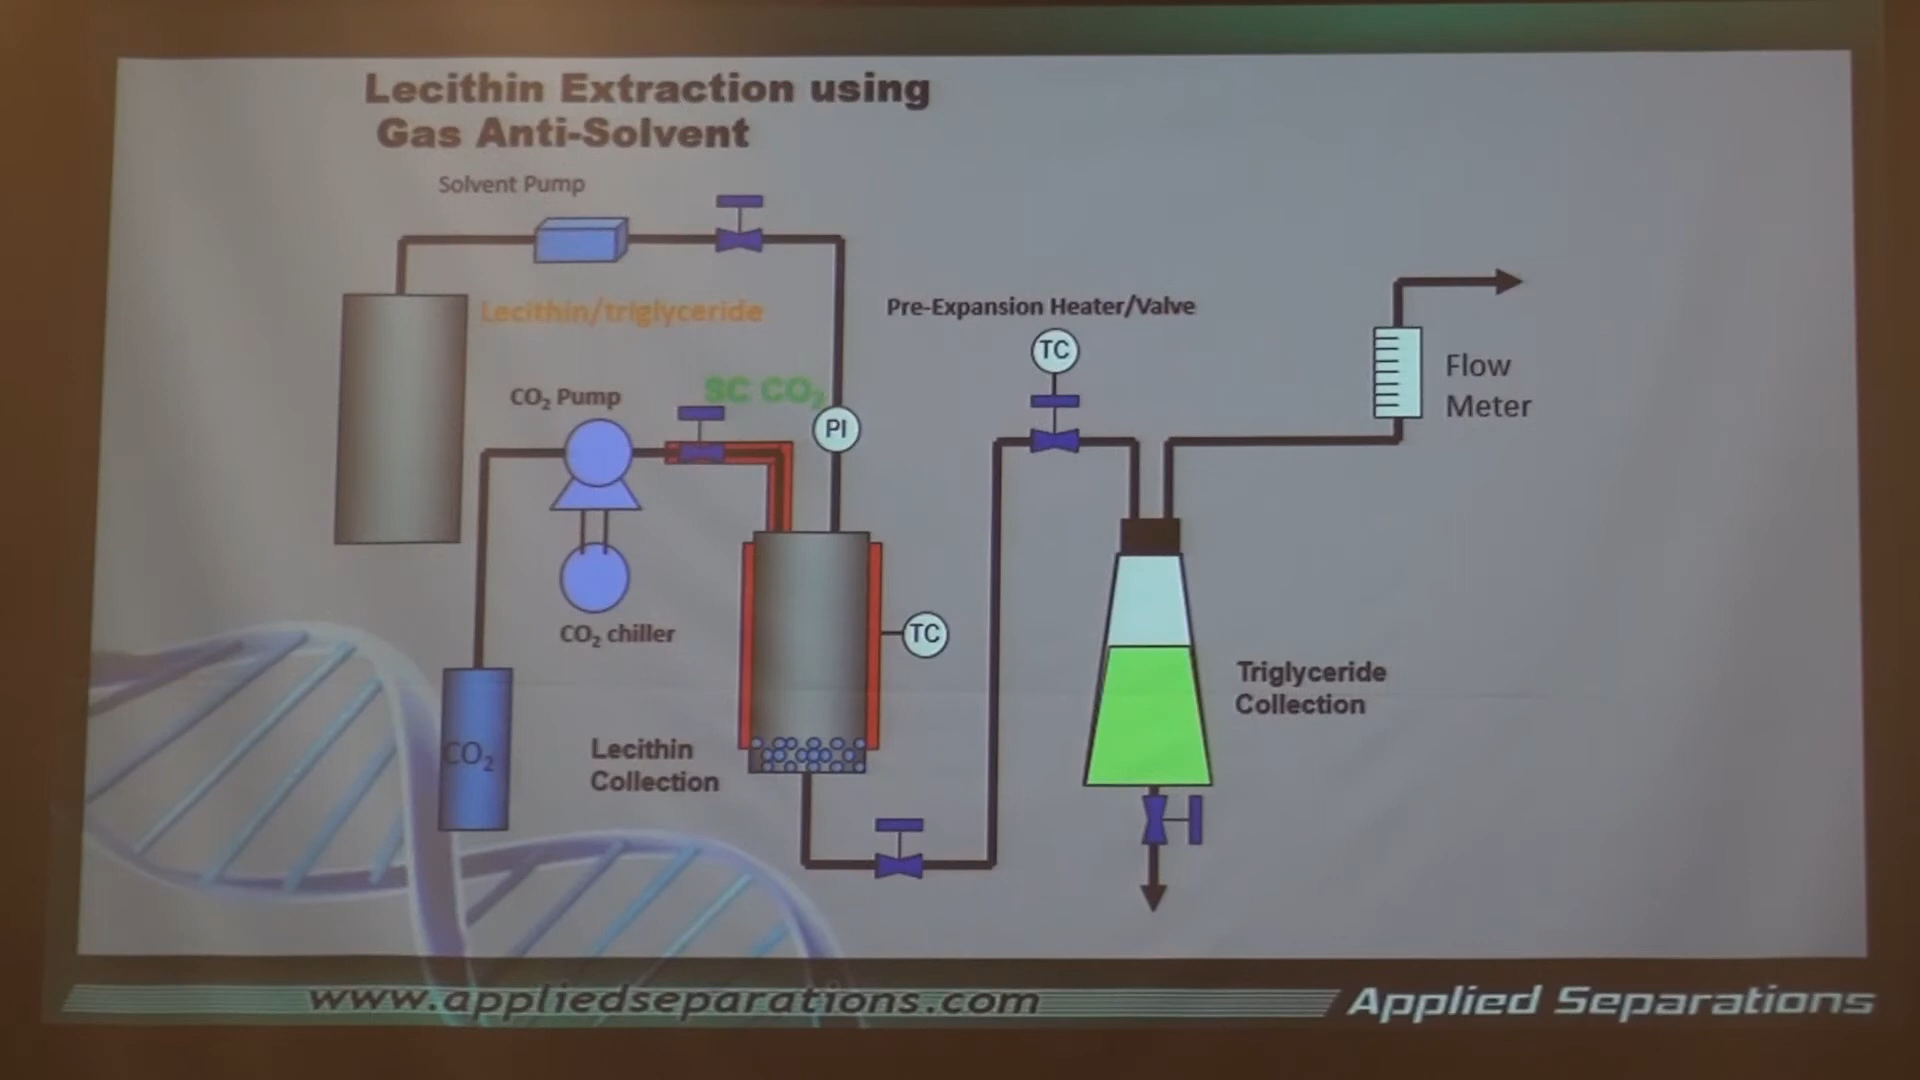 Lecithin Extraction using
Gas Anti-Solvent
Solvent Pump
Lecithin/triglyceride
Pre-Expansion Heater/Valve
TC
Flow
Meter
CO₂ Pump
SC CO₂
PI
CO₂ chiller
TC
Triglyceride
Collection
CO₂
Lecithin
Collection
www.appliedseparations.com
Applied Separations